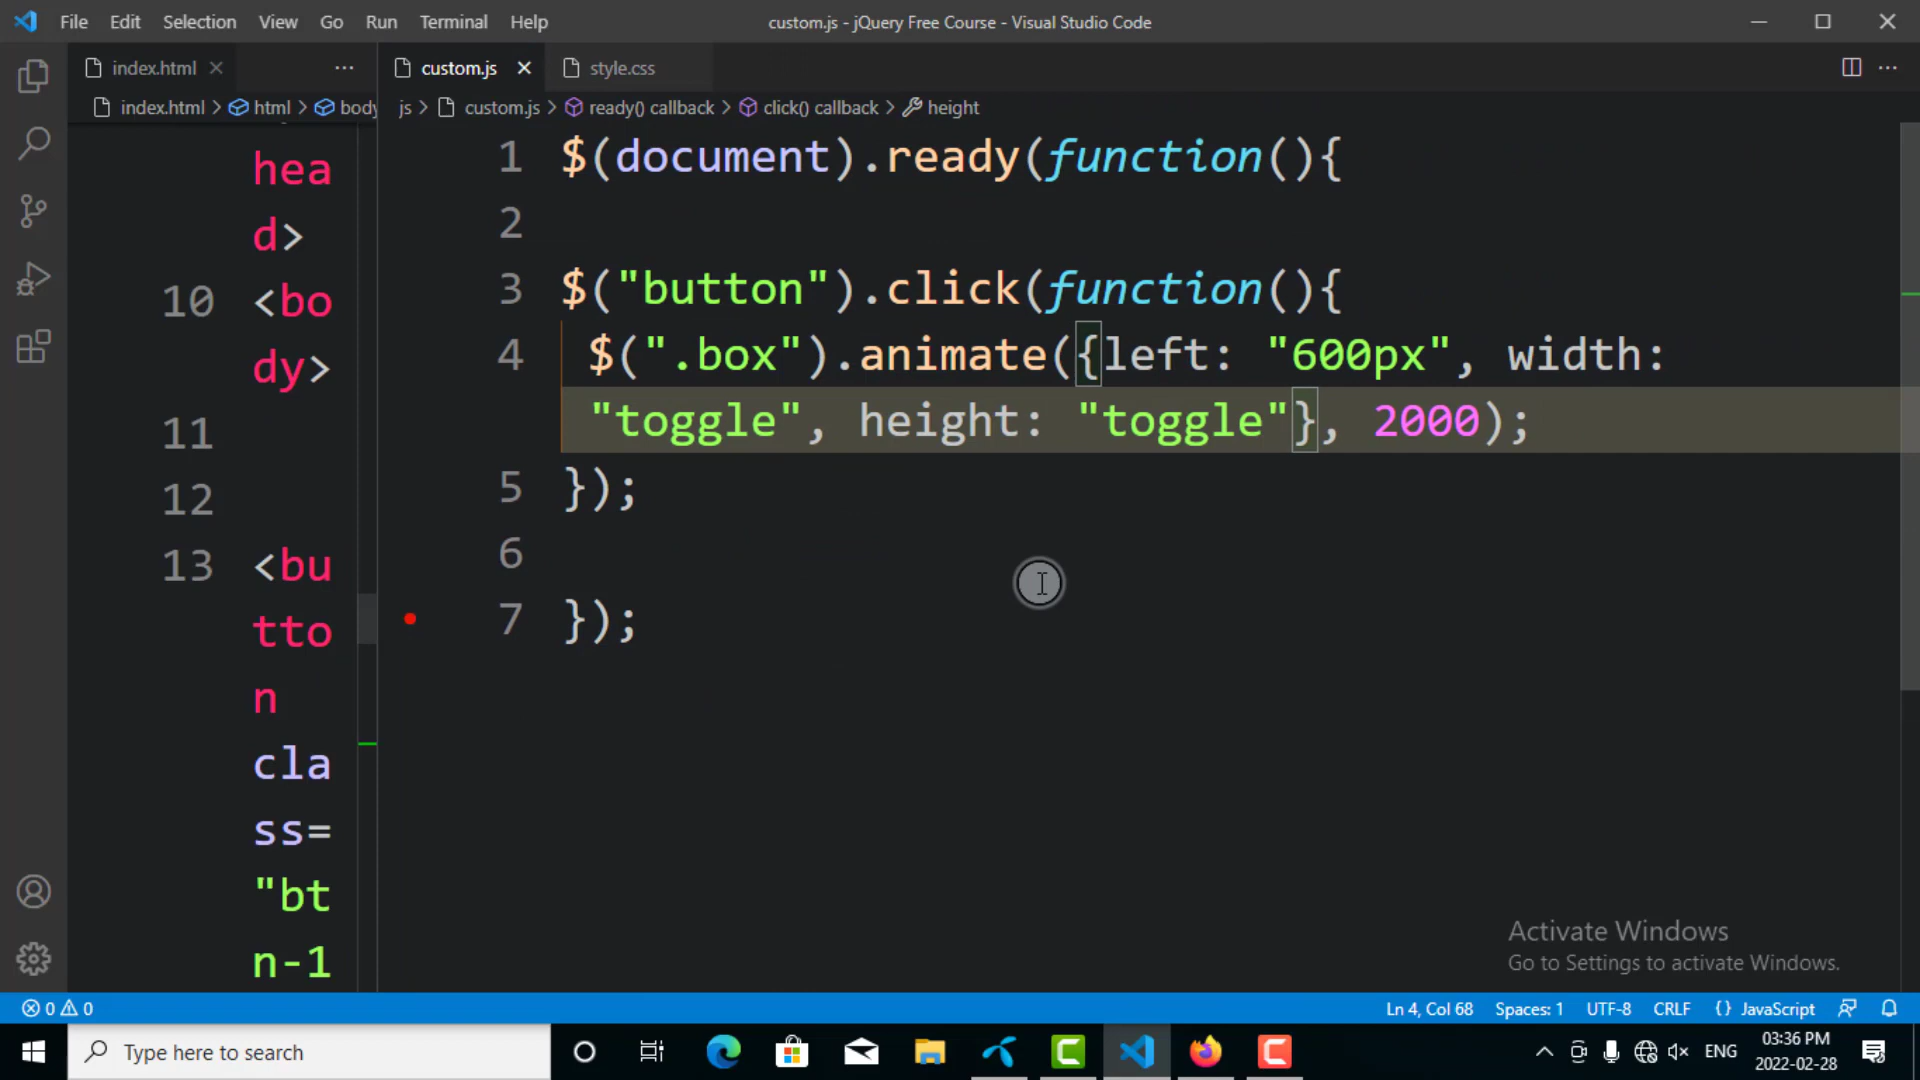 File Edit Selection View Go Run Terminal Help
custom.js - jQuery Free Course - Visual Studio Code
index.html
custom.js
style.css
index.html > html > body
js > custom.js > ready() callback > click() callback > height
hea
d>
10 <bo
dy>
11
12
13 <bu
tto
n
cla
ss=
"bt
n-1
1 $(document).ready(function(){
2
3 $("button").click(function(){
4 $(".box").animate({left: "600px", width:
"toggle", height: "toggle"}, 2000);
5 });
6
7 });
Activate Windows
Go to Settings to activate Windows.
0 0
Ln 4, Col 68 Spaces: 1 UTF-8 CRLF {} JavaScript
Type here to search
ENG
03:36 PM
2022-02-28